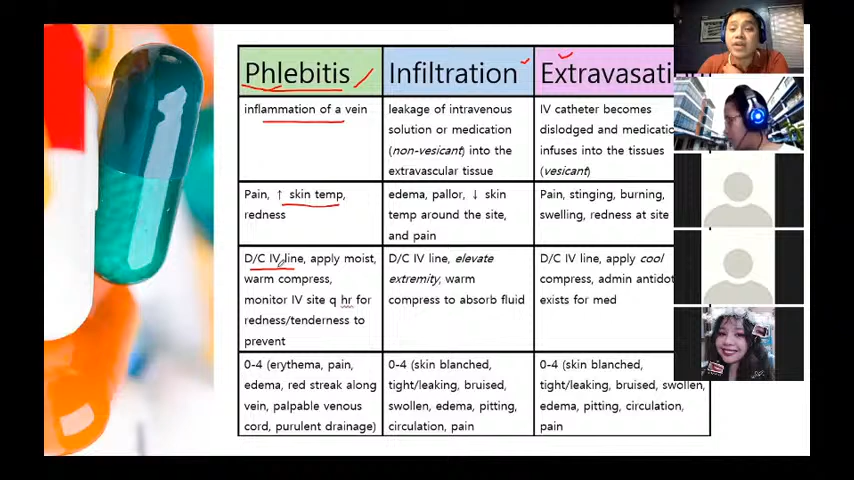 Phlebitis
Infiltration
Extravasati
inflammation of a vein
leakage of intravenous
solution or medication
(non-vesicant) into the
extravascular tissue
IV catheter becomes
dislodged and medicatio
infuses into the tissues
(vesicant)
Pain, ↑ skin temp,
redness
edema, pallor, ↓ skin
temp around the site,
and pain
Pain, stinging, burning,
swelling, redness at site
D/C IV line, apply moist,
warm compress,
monitor IV site q hr for
redness/tenderness to
prevent
D/C IV line, elevate
extremity, warm
compress to absorb fluid
D/C IV line, apply cool
compress, admin antidot
exists for med
0-4 (erythema, pain,
edema, red streak along
vein, palpable venous
cord, purulent drainage)
0-4 (skin blanched,
tight/leaking, bruised,
swollen, edema, pitting,
circulation, pain
0-4 (skin blanched,
tight/leaking, bruised, swollen,
edema, pitting, circulation,
pain